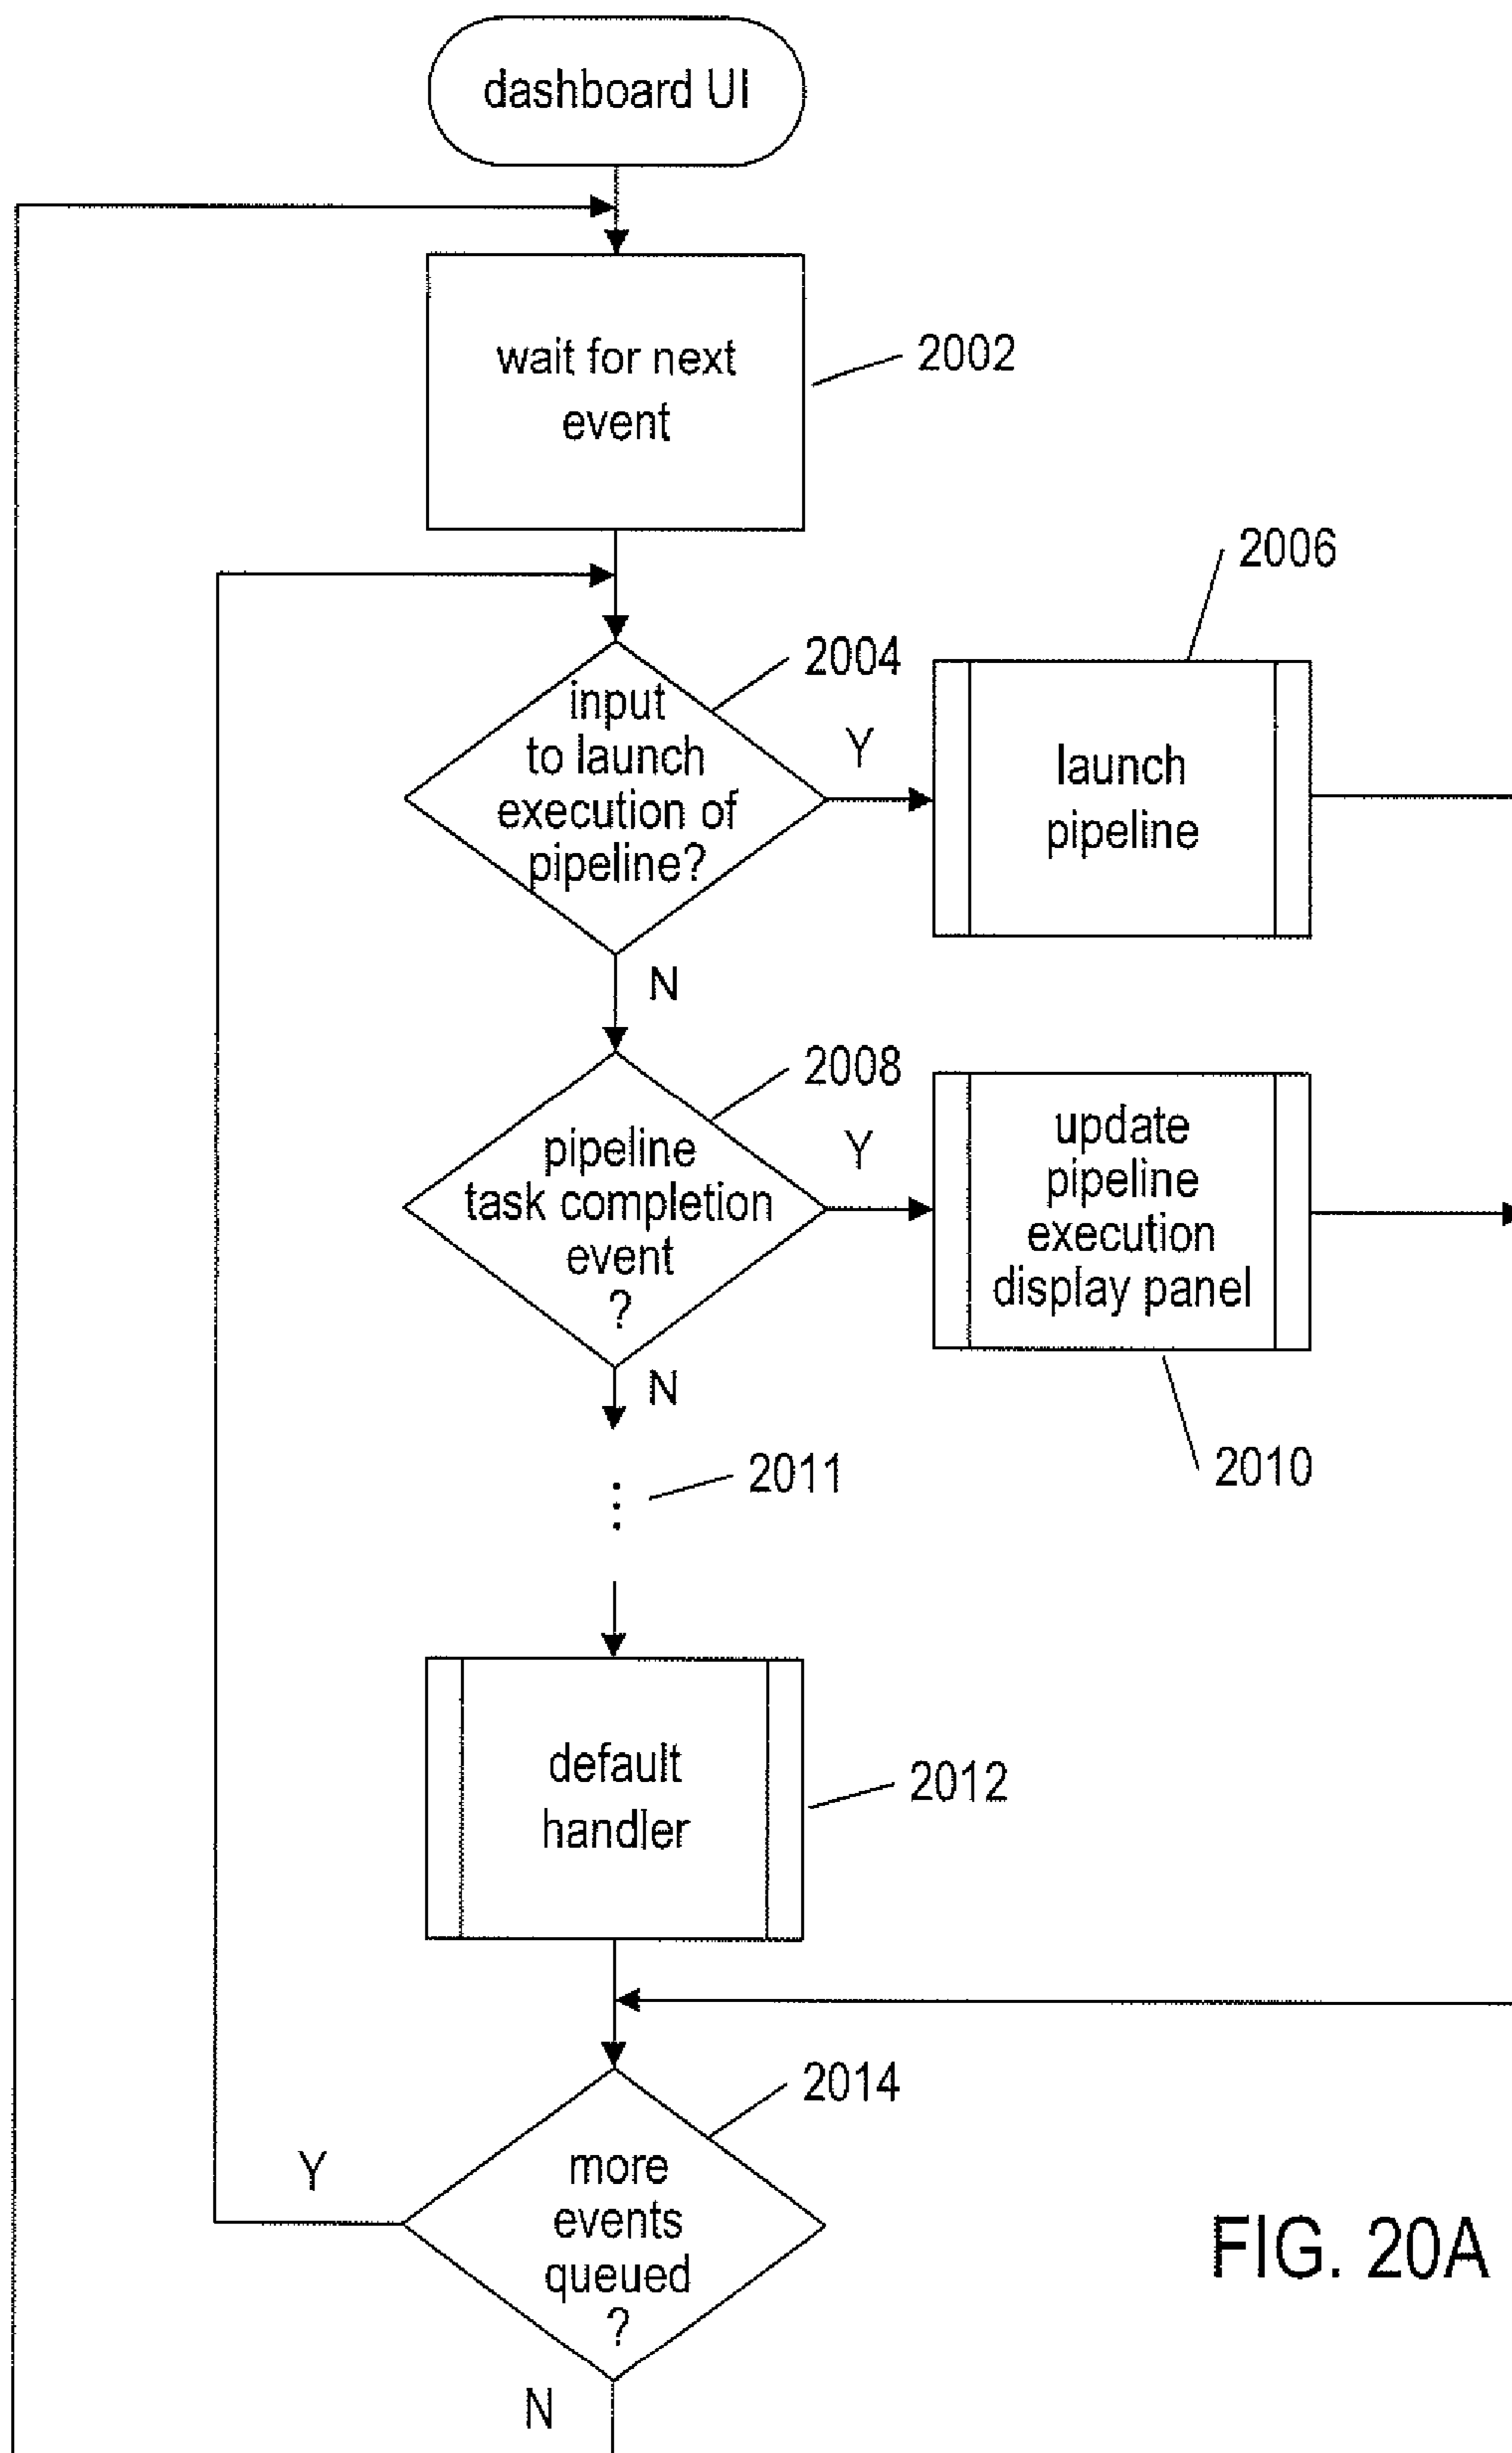 dashboard UI
wait for next
event
2002
2004
2006
input
to launch
execution of
pipeline?
Y
launch
pipeline
N
2008
pipeline
task completion
event
?
Y
update
pipeline
execution
display panel
N
2010
2011
default
handler
2012
2014
more
events
queued
?
Y
N
FIG. 20A